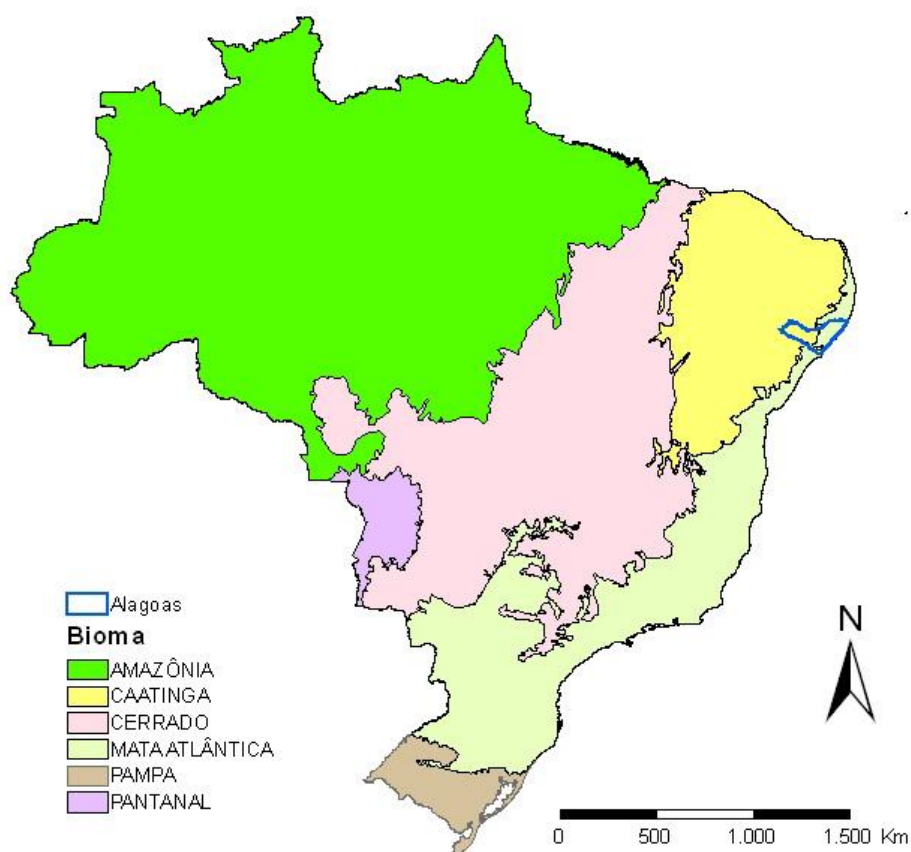 Alagoas
Bioma
AMAZÔNIA
CAATINGA
CERRADO
MATA ATLÂNTICA
PAMPA
PANTANAL
N
0 500 1.000 1.500 Km